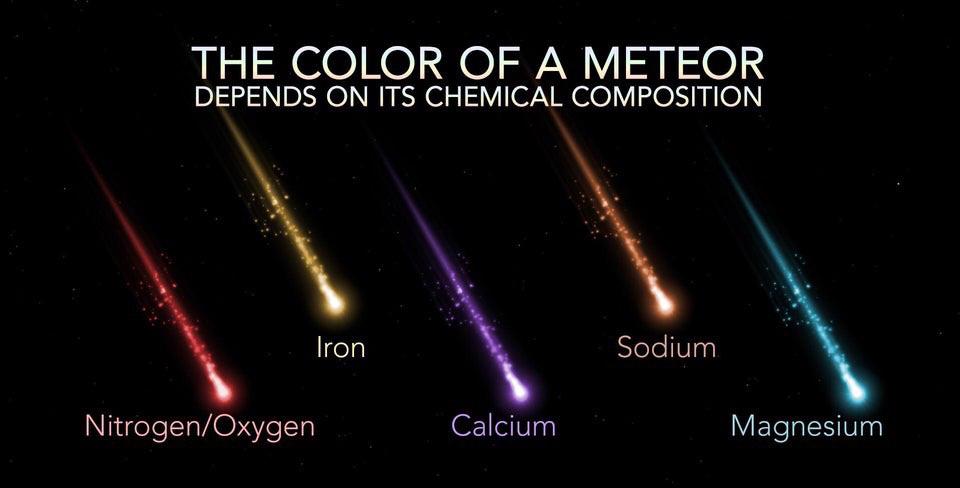 THE COLOR OF A METEOR
DEPENDS ON ITS CHEMICAL COMPOSITION
Iron
Sodium
Nitrogen/Oxygen
Calcium
Magnesium